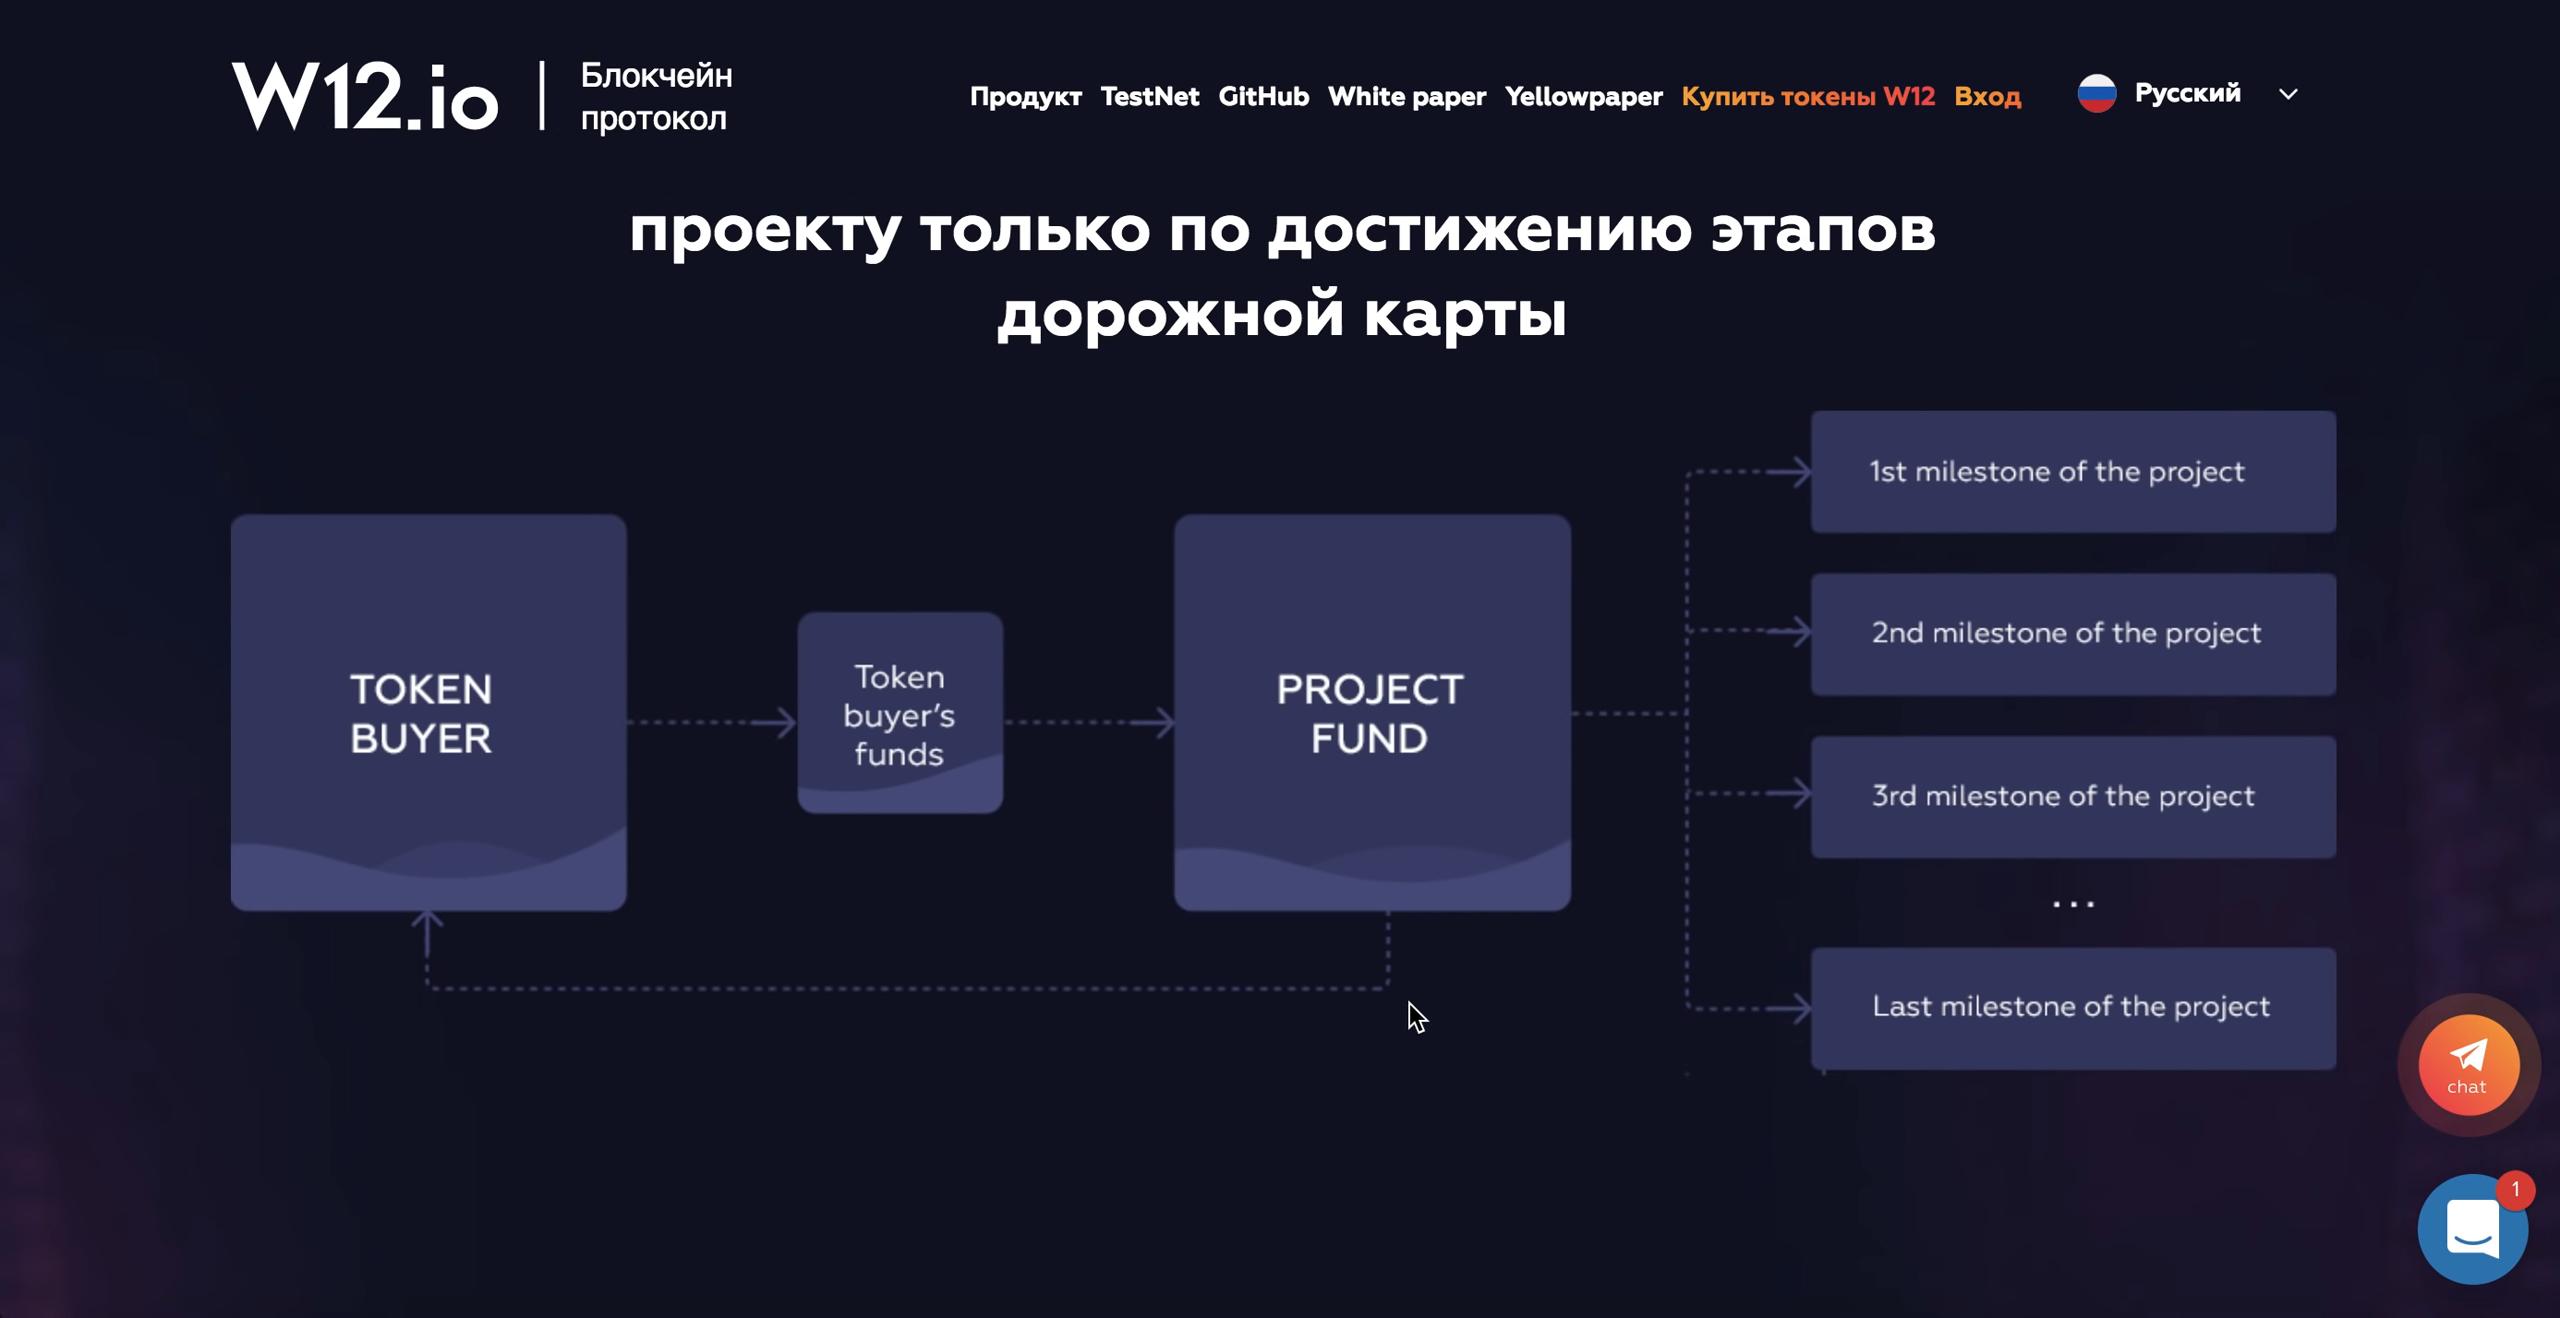 W12.io
Блокчейн
протокол
Продукт TestNet GitHub White paper Yellowpaper Купить токены W12 Вход Русский
проекту только по достижению этапов
дорожной карты
TOKEN
BUYER
Token
buyer’s
funds
PROJECT
FUND
1st milestone of the project
2nd milestone of the project
3rd milestone of the project
...
Last milestone of the project
chat
1